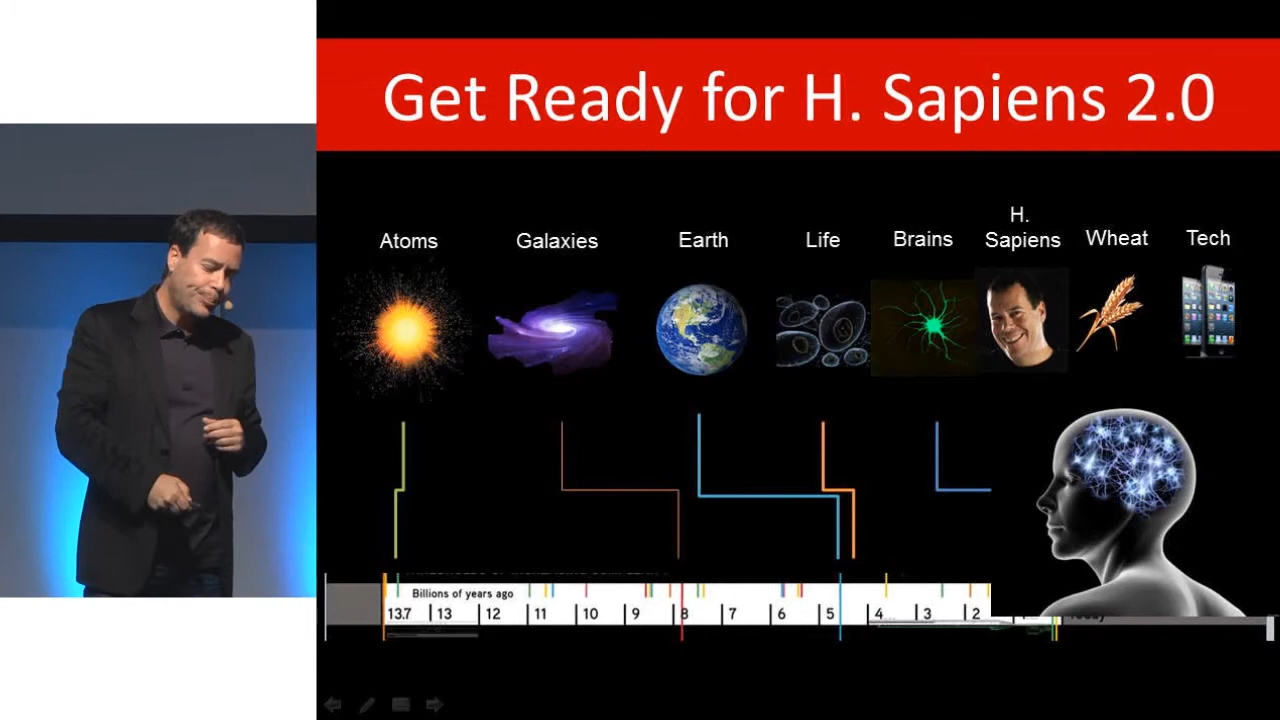 Get Ready for H. Sapiens 2.0
Atoms Galaxies Earth Life Brains H. Sapiens Wheat Tech
Billions of years ago
13.7 13 12 11 10 9 8 7 6 5 4 3 2